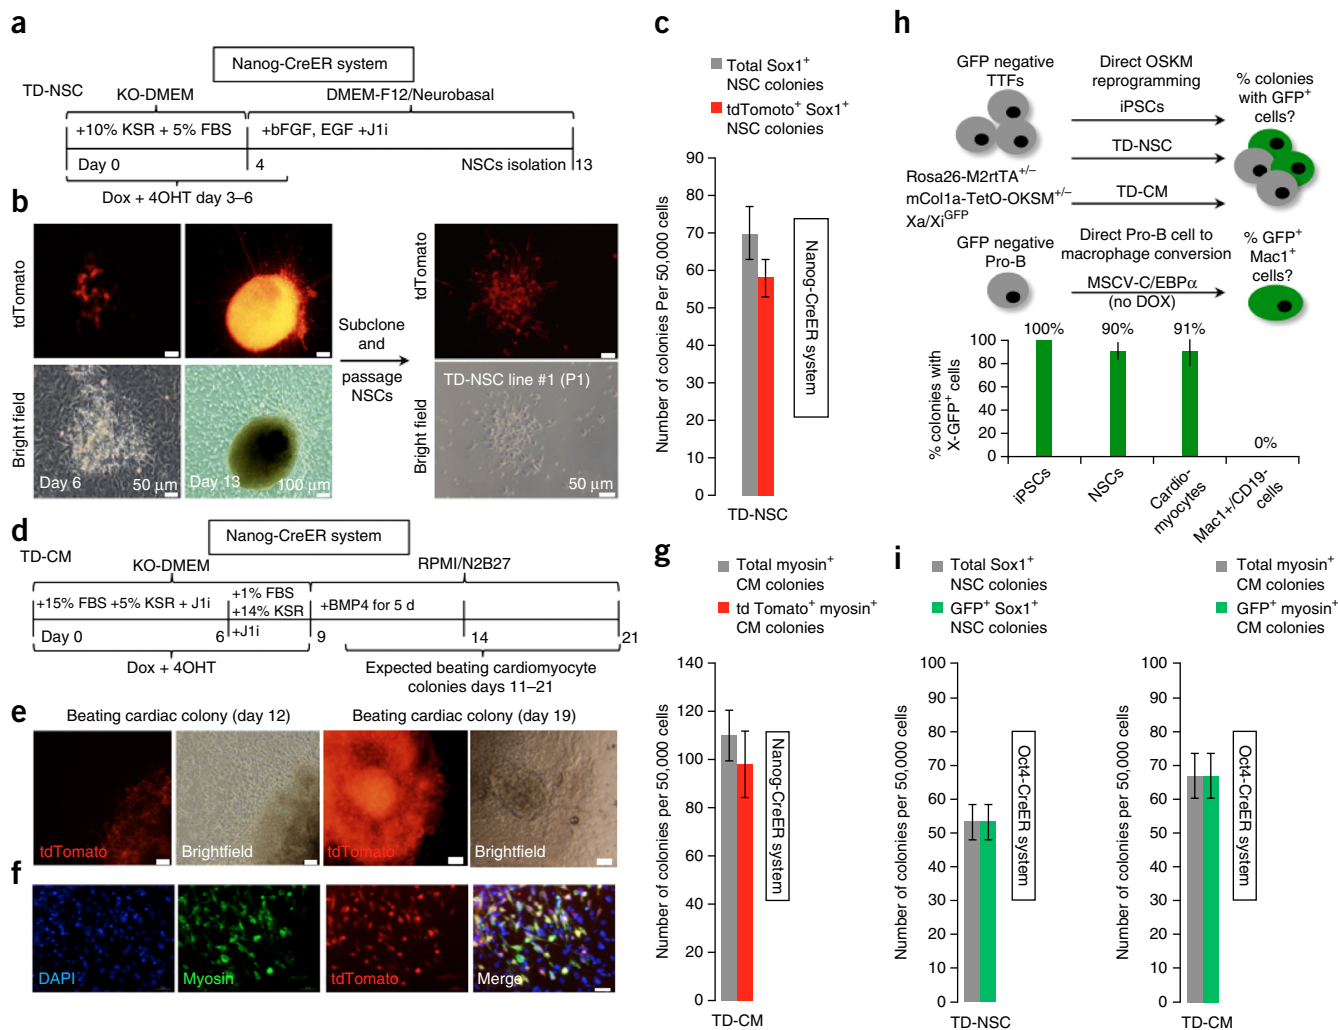 a
Nanog-CreER system
TD-NSC
KO-DMEM
DMEM-F12/Neurobasal
+10% KSR + 5% FBS
+bFGF, EGF +J1i
Day 0
4
NSCs isolation
13
Dox + 4OHT day 3–6
b
tdTomato
Bright field
Day 6
50 µm
Day 13
100 µm
Subclone
and
passage
NSCs
tdTomato
Bright field
TD-NSC line #1 (P1)
50 µm
c
Total Sox1+
NSC colonies
tdTomato+ Sox1+
NSC colonies
Number of colonies Per 50,000 cells
90
80
70
60
50
40
30
20
10
0
Nanog-CreER system
TD-NSC
d
Nanog-CreER system
TD-CM
KO-DMEM
RPMI/N2B27
+15% FBS +5% KSR + J1i
+1% FBS
+14% KSR
+J1i
+BMP4 for 5 d
Day 0
6
9
14
21
Dox + 4OHT
Expected beating cardiomyocyte
colonies days 11–21
e
Beating cardiac colony (day 12)
Beating cardiac colony (day 19)
tdTomato
Brightfield
tdTomato
Brightfield
f
DAPI
Myosin
tdTomato
Merge
g
Total myosin+
CM colonies
td Tomato+ myosin+
CM colonies
Number of colonies per 50,000 cells
140
120
100
80
60
40
20
0
Nanog-CreER system
TD-CM
h
GFP negative
TTFs
Direct OSKM
reprogramming
iPSCs
TD-NSC
TD-CM
% colonies
with GFP+
cells?
Rosa26-M2rtTA+/–
mCol1a-TetO-OKSM+/–
Xa/XiGFP
GFP negative
Pro-B
Direct Pro-B cell to
macrophage conversion
MSCV-C/EBPα
(no DOX)
% GFP+
Mac1+
cells?
% colonies with
X-GFP+ cells
100
80
60
40
20
0
100%
90%
91%
0%
iPSCs
NSCs
Cardio-
myocytes
Mac1+/CD19-
cells
i
Total Sox1+
NSC colonies
GFP+ Sox1+
NSC colonies
Number of colonies per 50,000 cells
100
90
80
70
60
50
40
30
20
10
0
Oct4-CreER system
TD-NSC
Total myosin+
CM colonies
GFP+ myosin+
CM colonies
Number of colonies per 50,000 cells
100
90
80
70
60
50
40
30
20
10
0
Oct4-CreER system
TD-CM